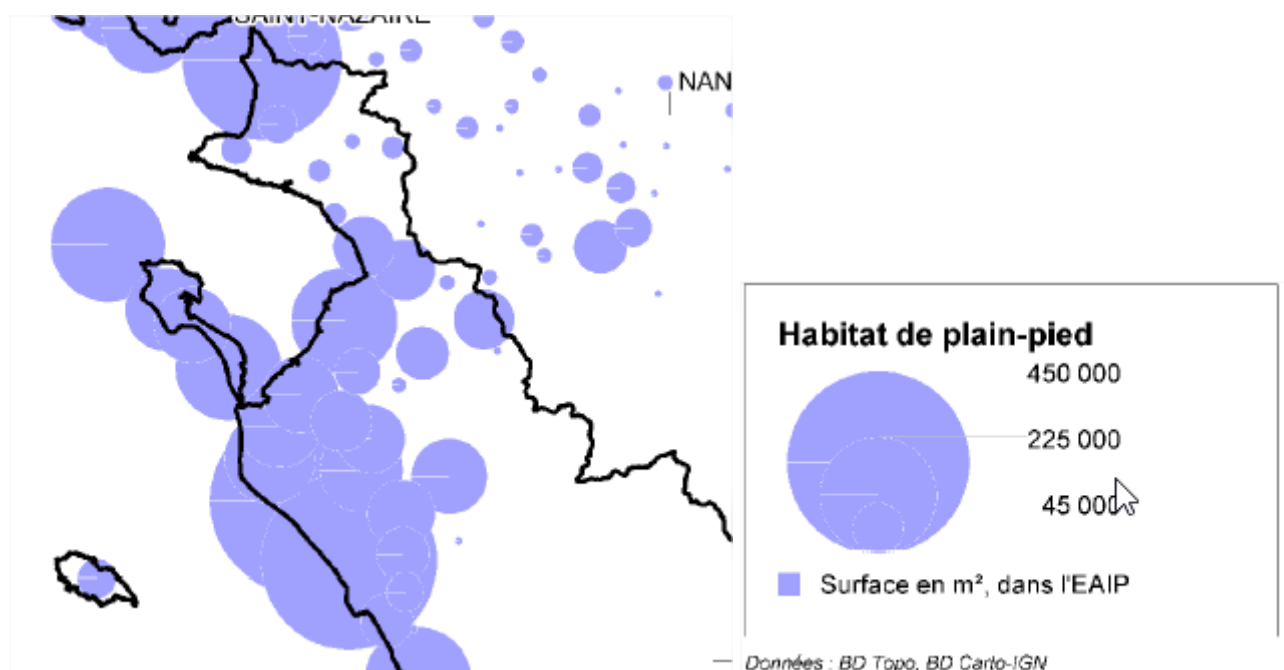 SAINT-NAZAIRE
NAN
Habitat de plain-pied
450 000
225 000
45 000
Surface en m², dans l'EAIP
Données : BD Topo, BD Carto-IGN